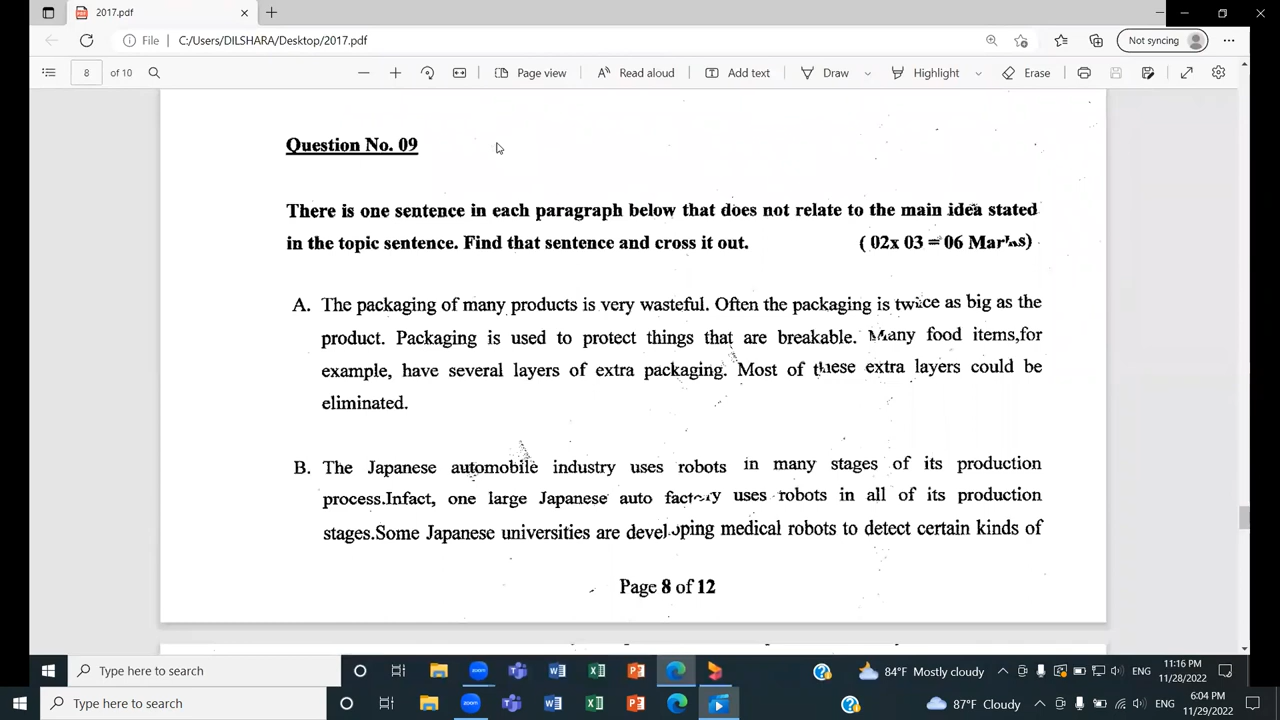 2017.pdf
File
C:/Users/DILSHARA/Desktop/2017.pdf
Not syncing
8
of 10
Page view
Read aloud
Add text
Draw
Highlight
Erase
Question No. 09
There is one sentence in each paragraph below that does not relate to the main idea stated
in the topic sentence. Find that sentence and cross it out. ( 02x 03 = 06 Marks)
A. The packaging of many products is very wasteful. Often the packaging is twice as big as the
product. Packaging is used to protect things that are breakable. Many food items,for
example, have several layers of extra packaging. Most of these extra layers could be
eliminated.
B. The Japanese automobile industry uses robots in many stages of its production
process.Infact, one large Japanese auto factory uses robots in all of its production
stages.Some Japanese universities are developing medical robots to detect certain kinds of
Page 8 of 12
Type here to search
zoom
84°F Mostly cloudy
ENG
11:16 PM
11/28/2022
Type here to search
zoom
87°F Cloudy
ENG
6:04 PM
11/29/2022